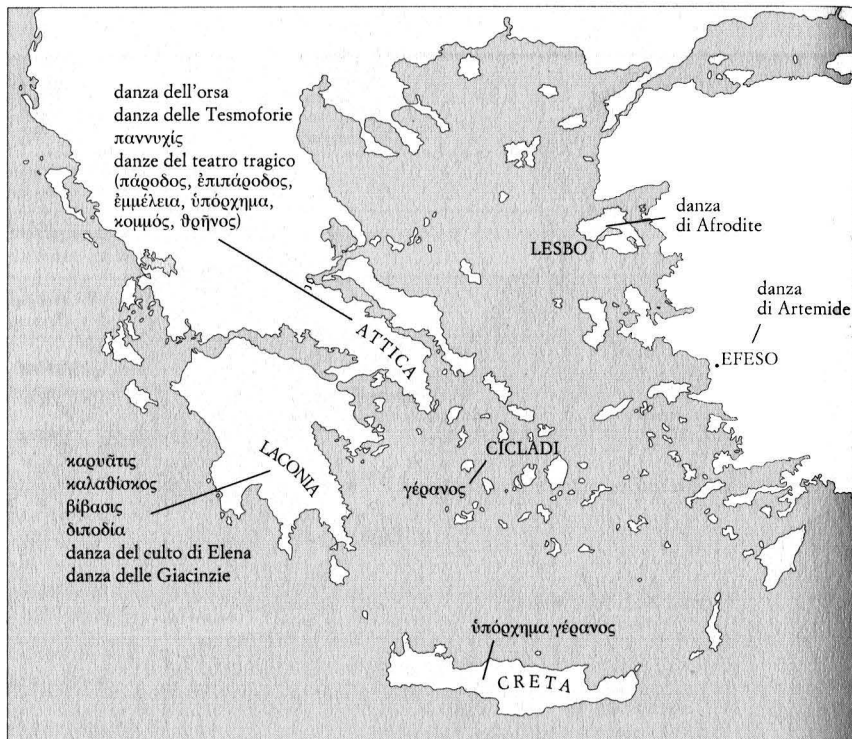 danza dell'orsa
danza delle Tesmoforie
παννυχίς
danze del teatro tragico
(πάροδος, ἐπιπάροδος,
ἐμμέλεια, ὑπόρχημα,
κομμός, ϑρῆνος)
ATTICA
LESBO
danza
di Afrodite
danza
di Artemide
EFESO
καρυᾶτις
καλαϑίσκος
βίβασις
διποδία
danza del culto di Elena
danza delle Giacinzie
LACONIA
CICLADI
γέρανος
ὑπόρχημα γέρανος
CRETA